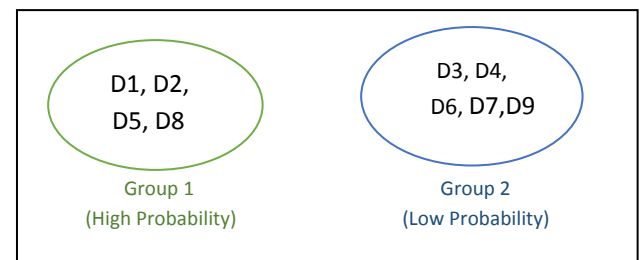 D1, D2,
D5, D8
Group 1
(High Probability)
D3, D4,
D6, D7,D9
Group 2
(Low Probability)